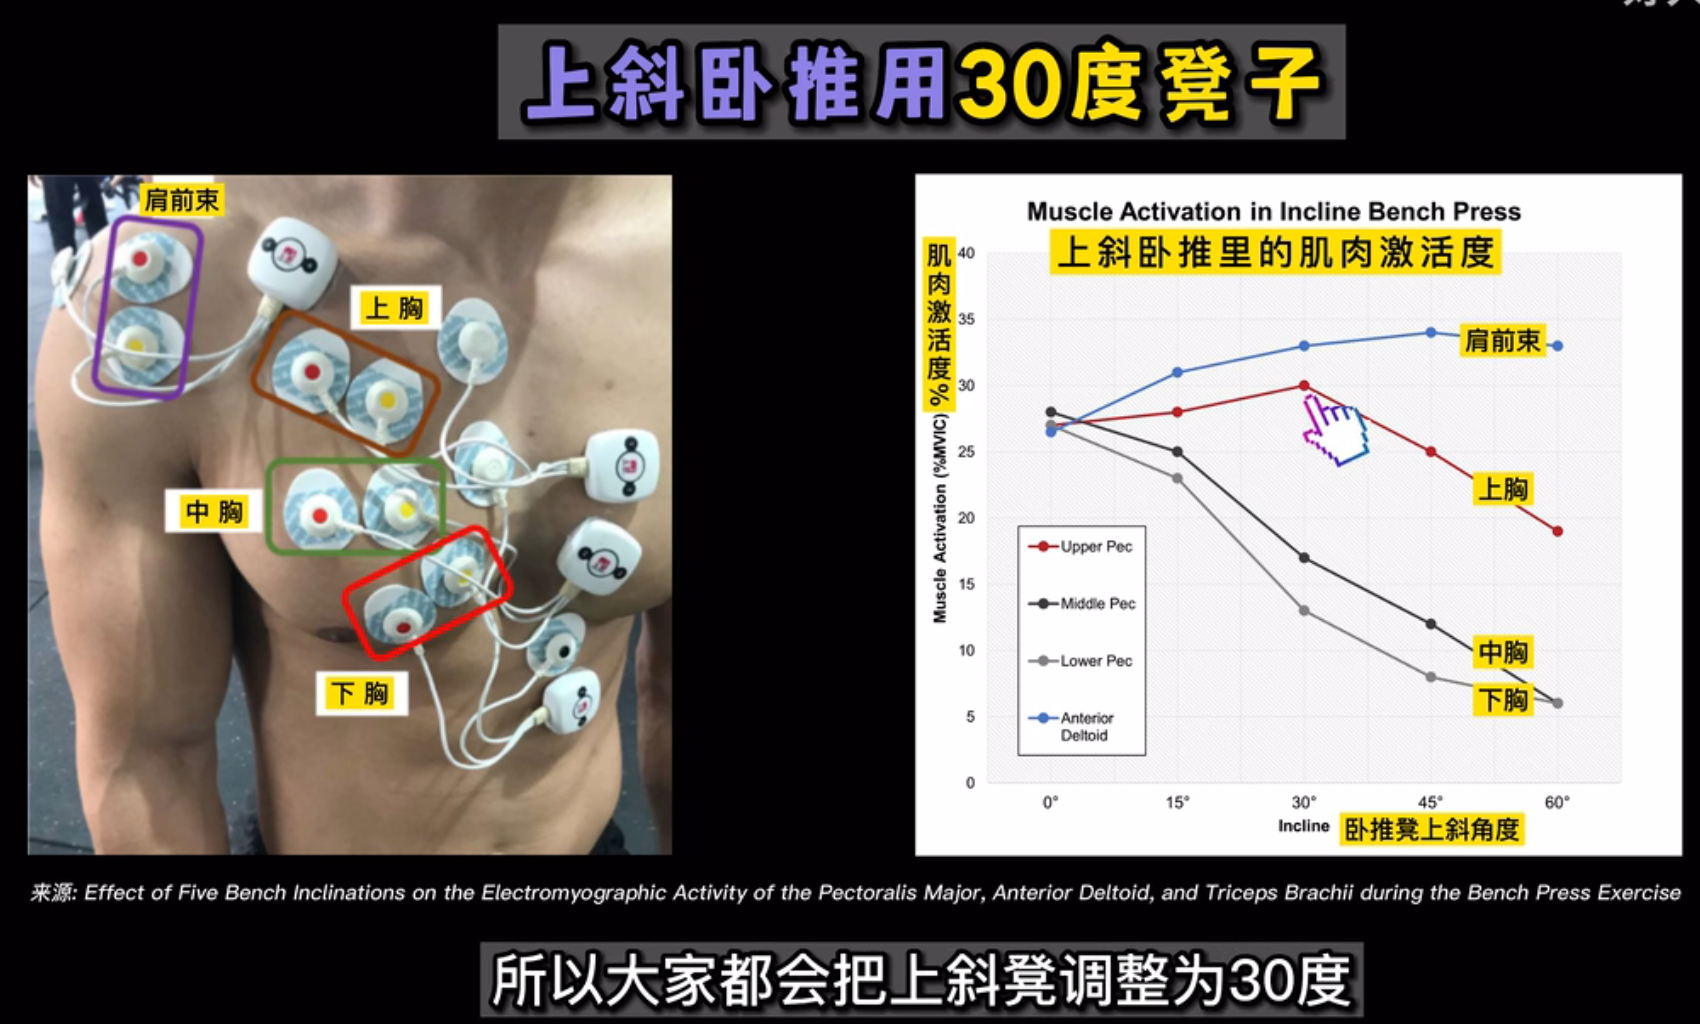 上斜卧推用30度凳子
肩前束
上胸
中胸
下胸
Muscle Activation in Incline Bench Press
上斜卧推里的肌肉激活度
肌肉激活度%
Muscle Activation (%MVIC)
40
35
30
25
20
15
10
5
0
肩前束
上胸
中胸
下胸
Upper Pec
Middle Pec
Lower Pec
Anterior
Deltoid
0° 15° 30° 45° 60°
Incline 卧推凳上斜角度
来源: Effect of Five Bench Inclinations on the Electromyographic Activity of the Pectoralis Major, Anterior Deltoid, and Triceps Brachii during the Bench Press Exercise
所以大家都会把上斜凳调整为30度